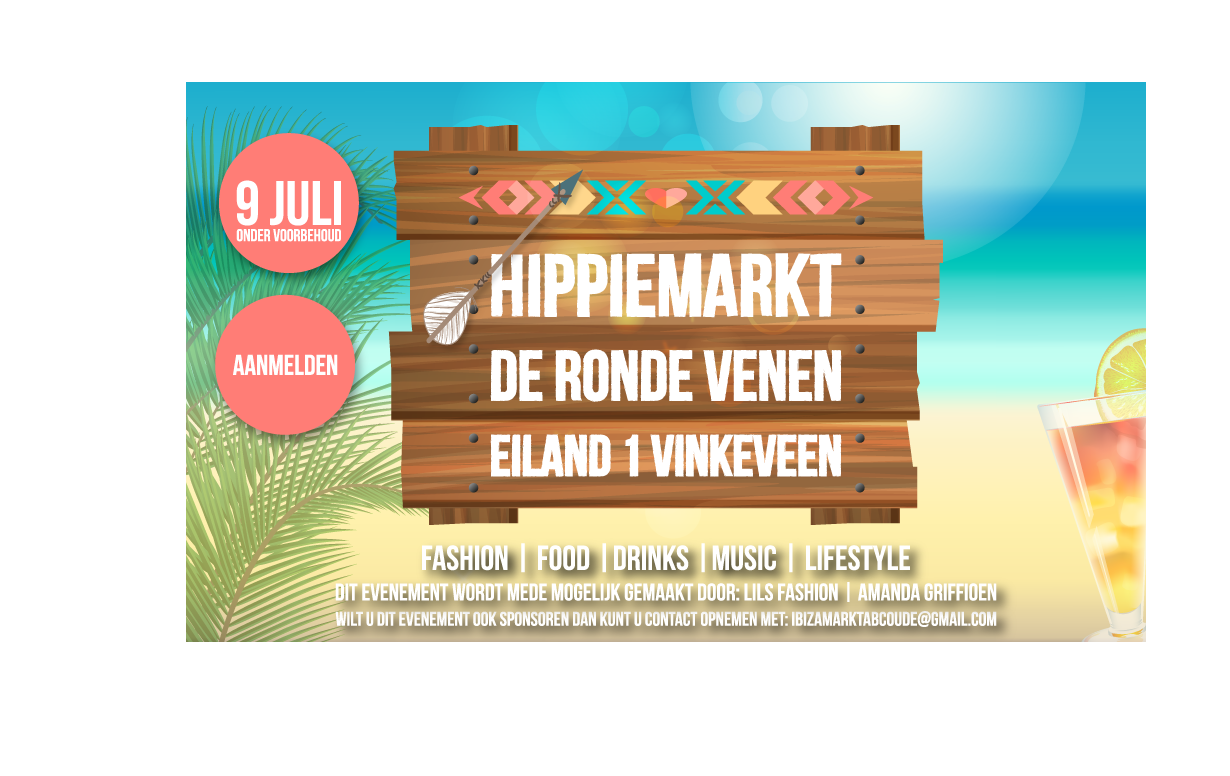 9 JULI
ONDER VOORBEHOUD
AANMELDEN
HIPPIEMARKT
DE RONDE VENEN
EILAND 1 VINKEVEEN
FASHION | FOOD | DRINKS | MUSIC | LIFESTYLE
DIT EVENEMENT WORDT MEDE MOGELIJK GEMAAKT DOOR: LILS FASHION | AMANDA GRIFFIOEN
WILT U DIT EVENEMENT OOK SPONSOREN DAN KUNT U CONTACT OPNEMEN MET: IBIZAMARKTABCOUDE@GMAIL.COM